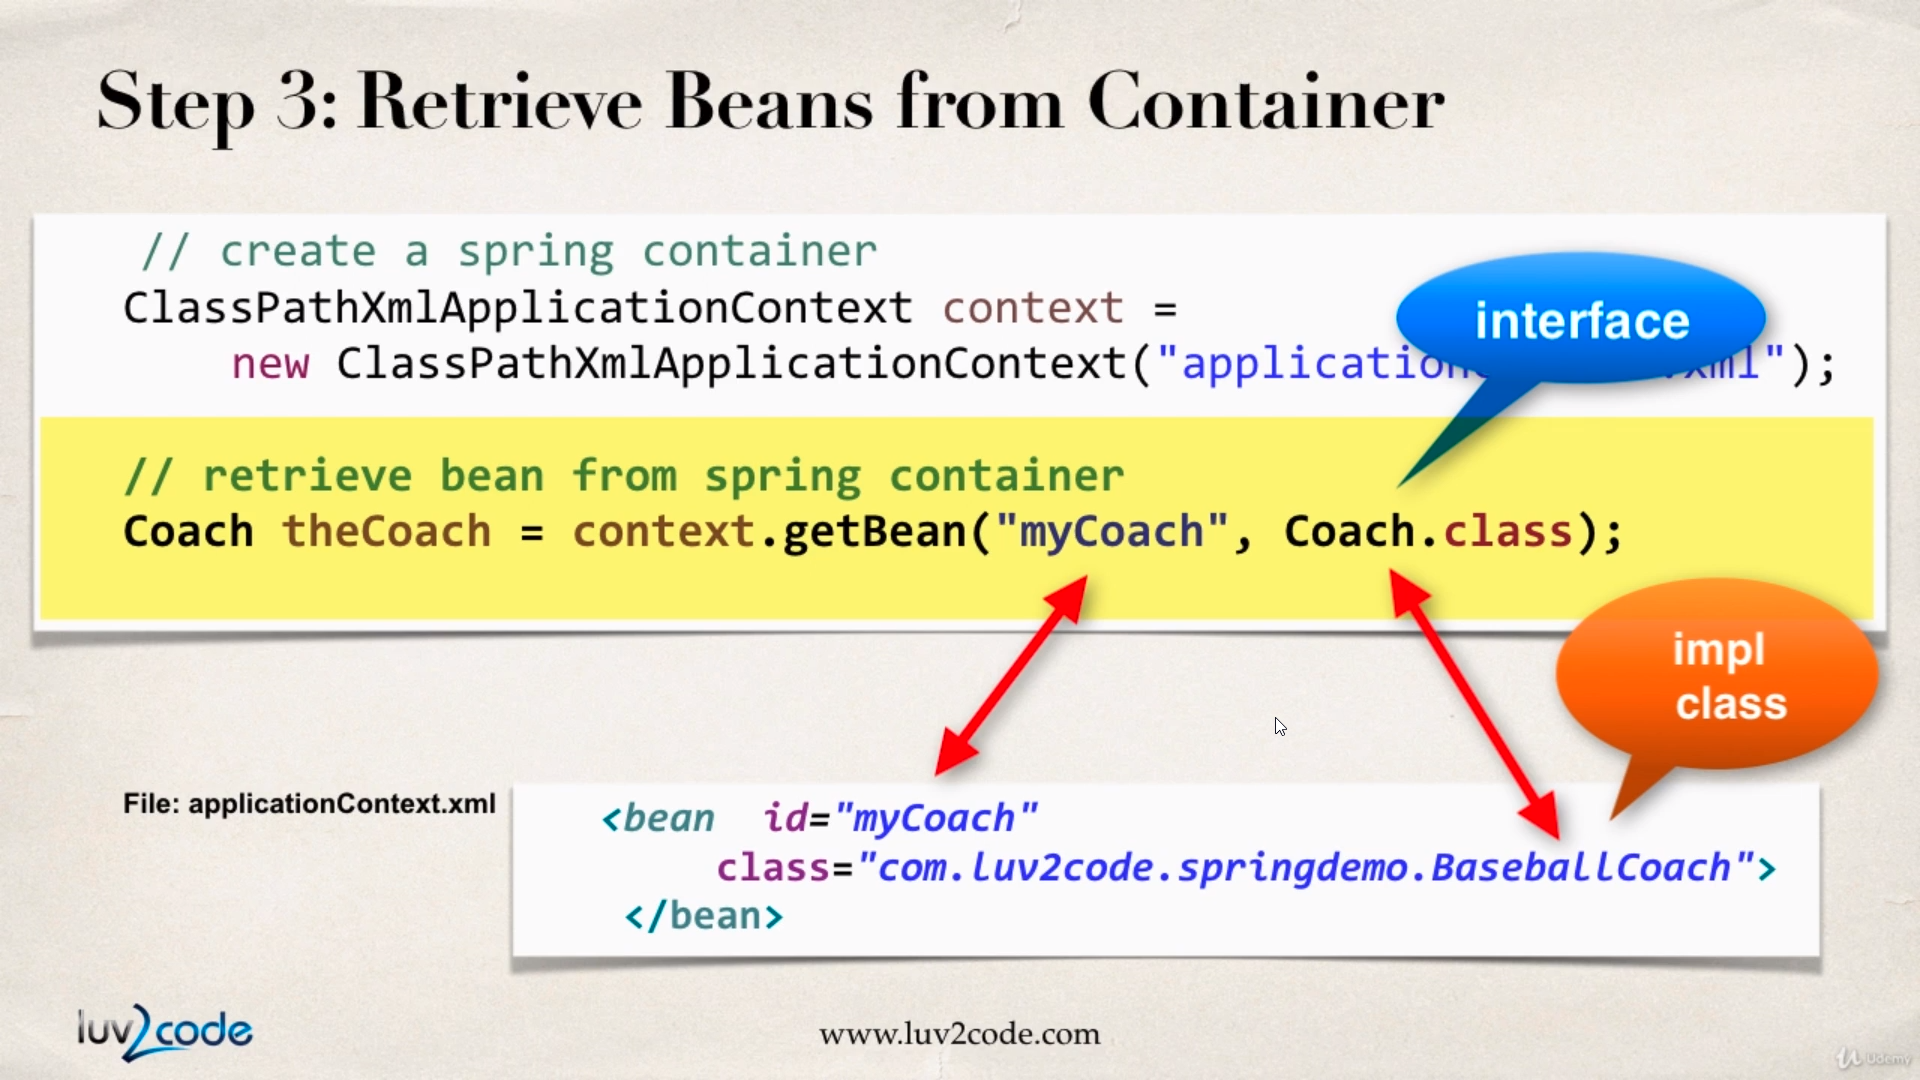 Step 3: Retrieve Beans from Container
// create a spring container
ClassPathXmlApplicationContext context =
new ClassPathXmlApplicationContext("application xml");
interface
// retrieve bean from spring container
Coach theCoach = context.getBean("myCoach", Coach.class);
impl
class
File: applicationContext.xml
<bean id="myCoach"
class="com.luv2code.springdemo.BaseballCoach">
</bean>
luv2code
www.luv2code.com
Udemy